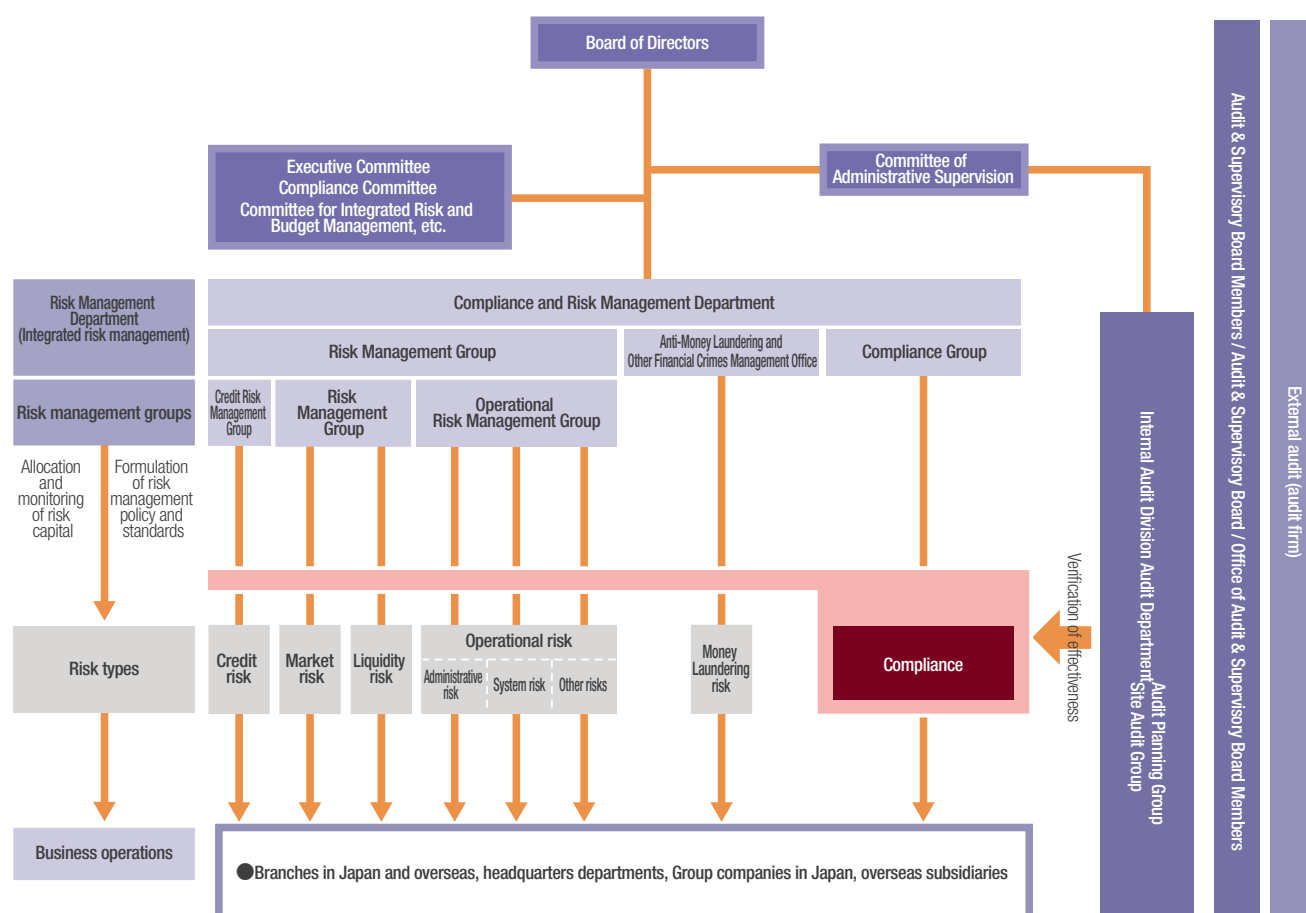 Board of Directors
Executive Committee
Compliance Committee
Committee for Integrated Risk and
Budget Management, etc.
Committee of
Administrative Supervision
Risk Management
Department
(Integrated risk management)
Compliance and Risk Management Department
Risk Management Group
Anti-Money Laundering and
Other Financial Crimes Management Office
Compliance Group
Risk management groups
Credit Risk
Management
Group
Risk
Management
Group
Operational
Risk Management Group
Allocation
and
monitoring
of risk
capital
Formulation
of risk
management
policy and
standards
Risk types
Credit
risk
Market
risk
Liquidity
risk
Operational risk
Administrative
risk
System risk
Other risks
Money
Laundering
risk
Compliance
Verification of effectiveness
Internal Audit Division Audit Department
Audit Planning Group
Site Audit Group
Audit & Supervisory Board Members / Audit & Supervisory Board / Office of Audit & Supervisory Board Members
External audit (audit firm)
Business operations
●Branches in Japan and overseas, headquarters departments, Group companies in Japan, overseas subsidiaries